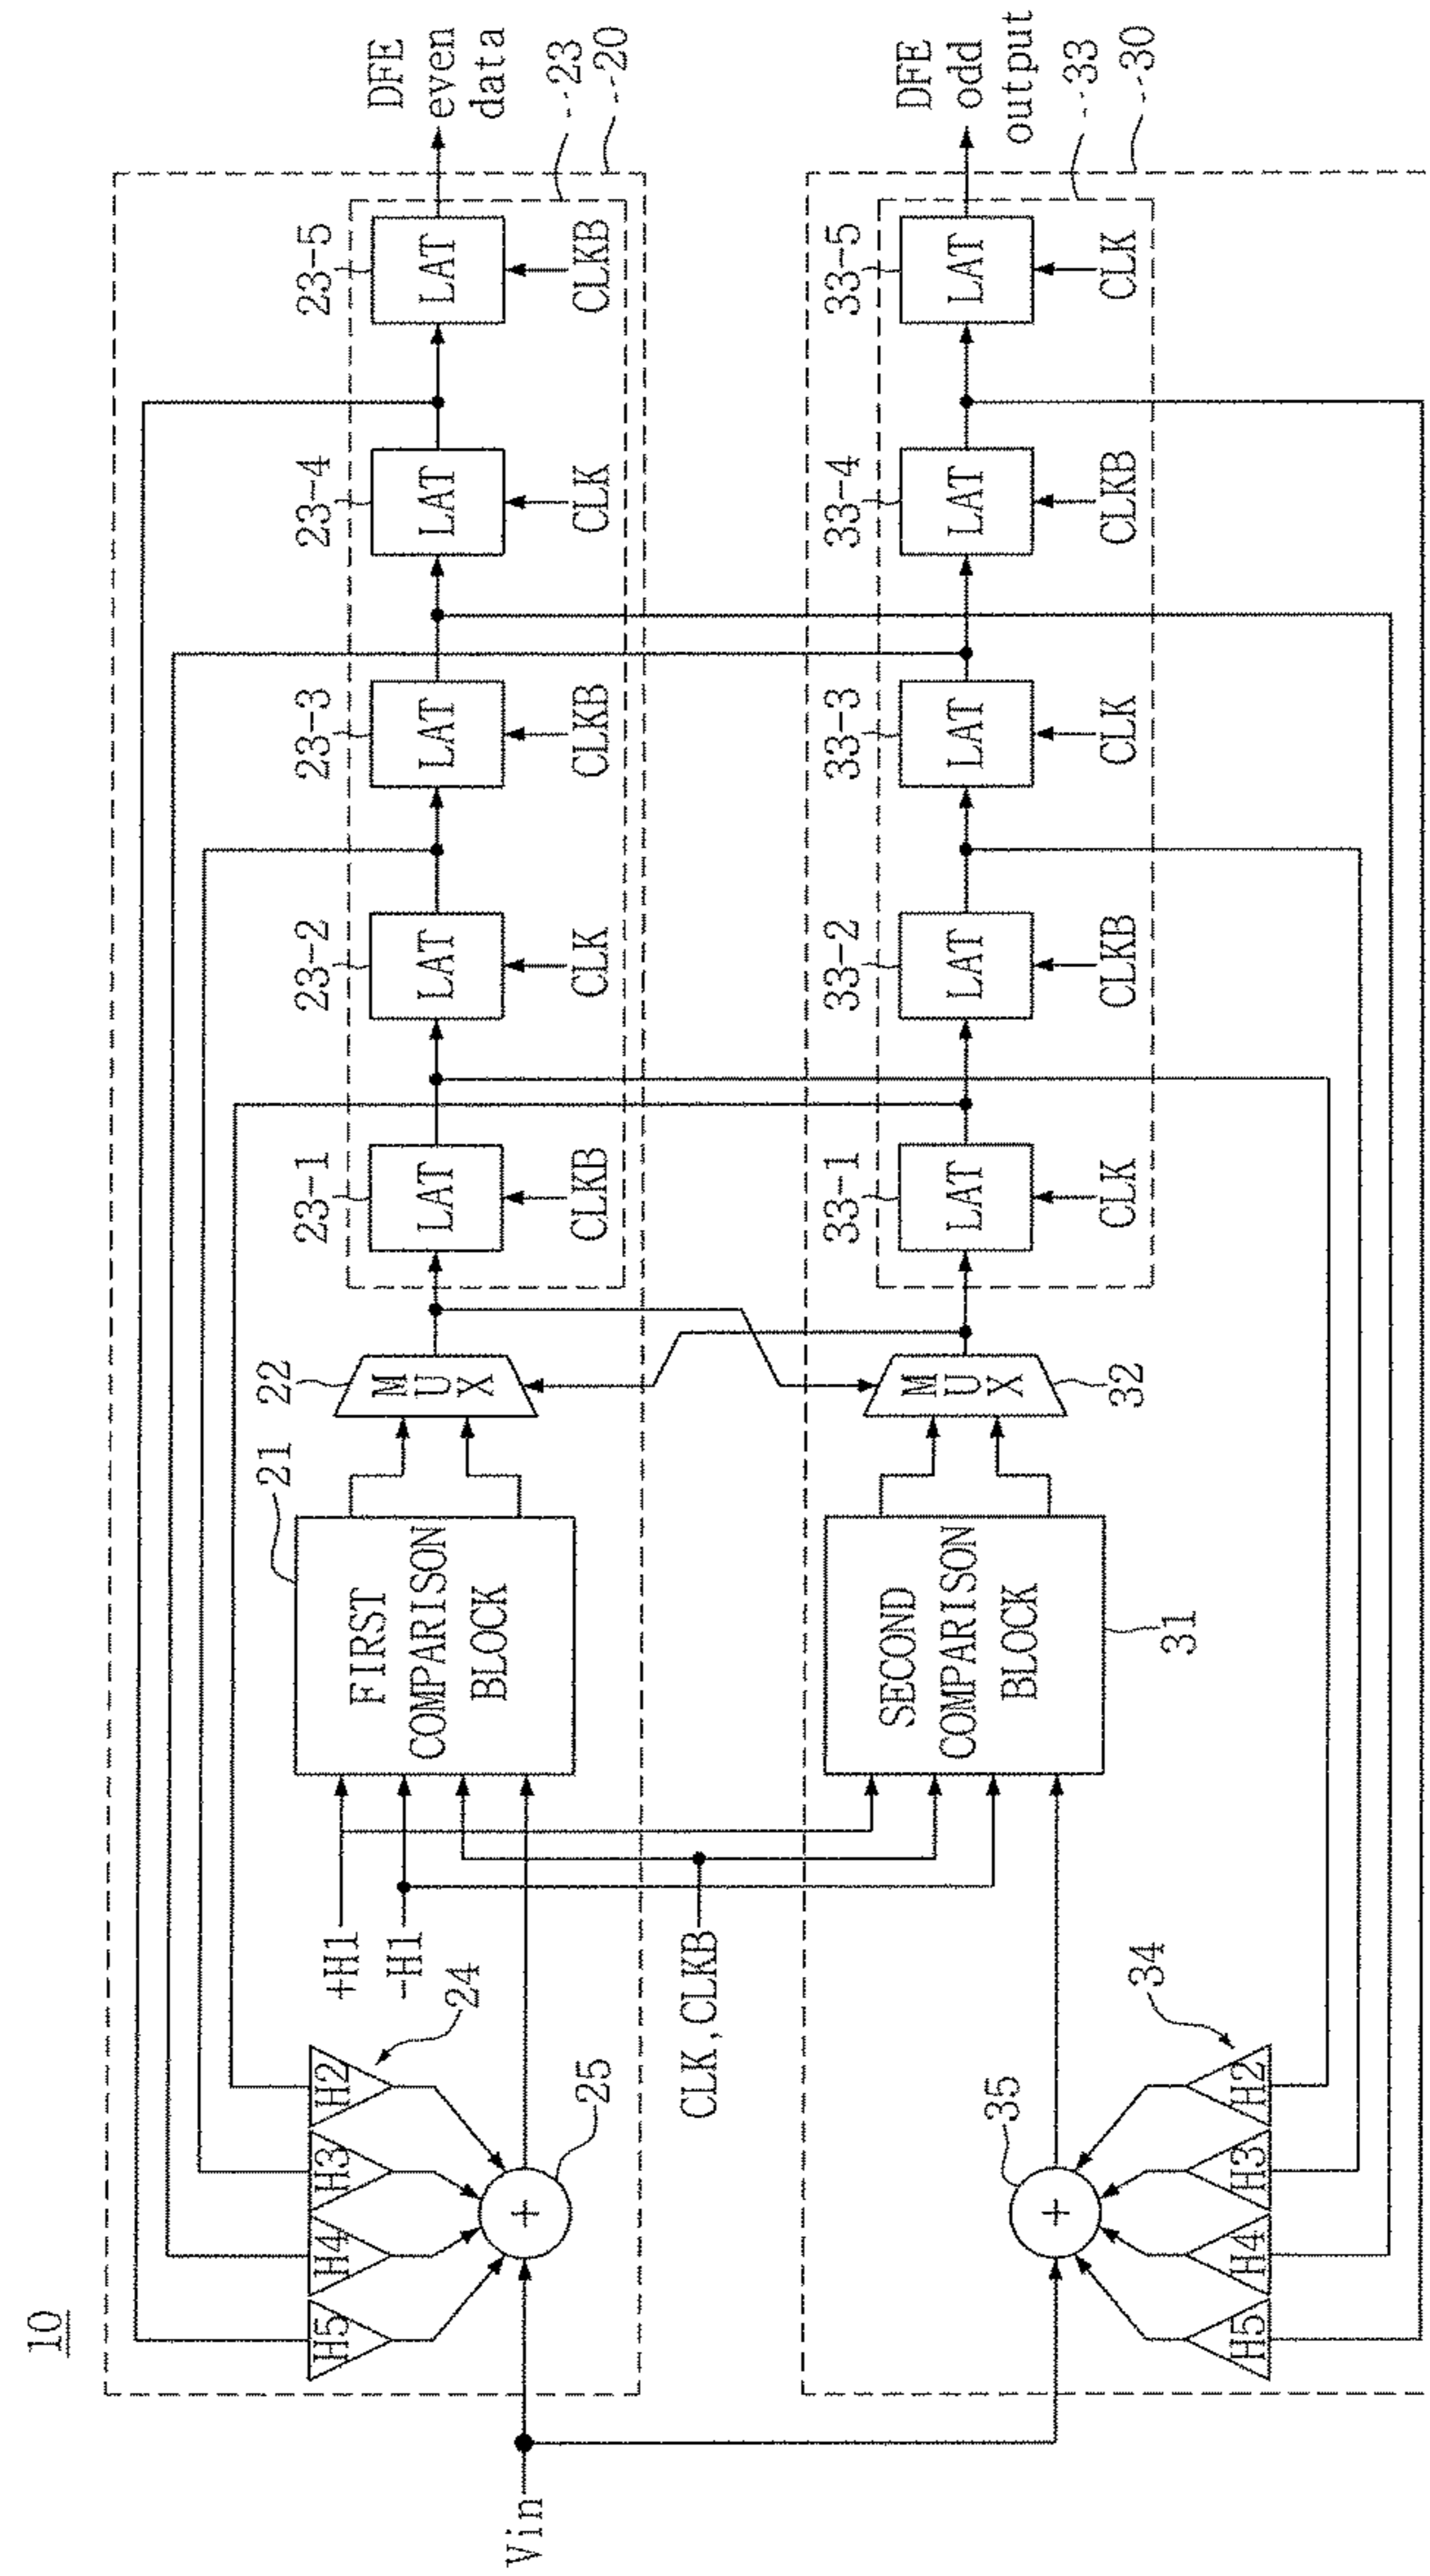 10
Vin
H5
H4
H3
H2
24
+
25
+H1
-H1
CLK,CLKB
21
FIRST
COMPARISON
BLOCK
22
MUX
23-1
LAT
CLKB
23-2
LAT
CLK
23-3
LAT
CLKB
23-4
LAT
CLK
23-5
LAT
CLKB
DFE
even
data
23
20
35
+
34
H5
H4
H3
H2
SECOND
COMPARISON
BLOCK
31
MUX
32
33-1
LAT
CLK
33-2
LAT
CLKB
33-3
LAT
CLK
33-4
LAT
CLKB
33-5
LAT
CLK
DFE
odd
output
33
30